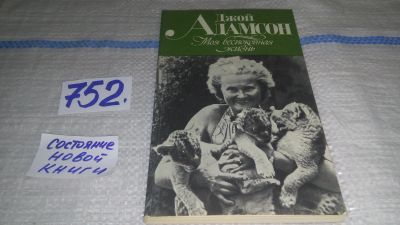 Джой
Адамсон
Моя беспокойная
жизнь
752.
состояние
новой
книги